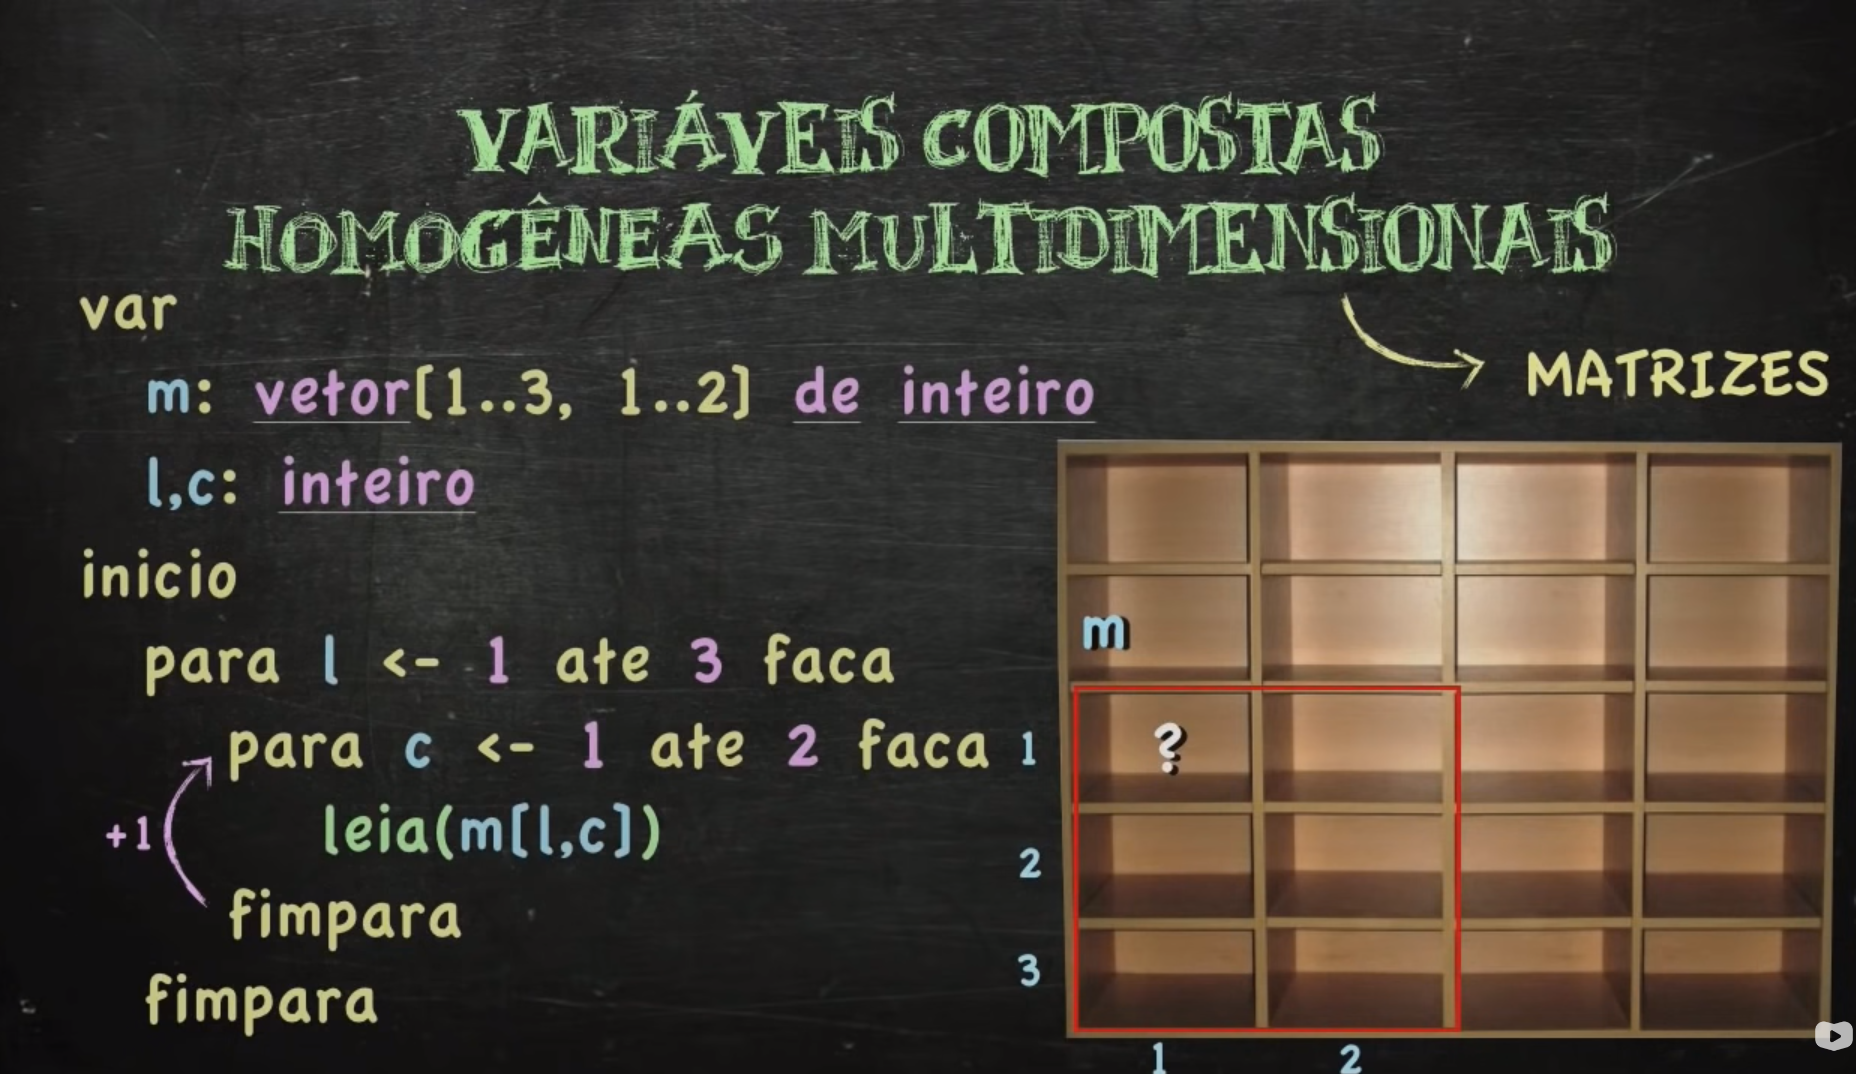 VARIÁVEIS COMPOSTAS
HOMOGÊNEAS MULTIDIMENSIONAIS
MATRIZES
var
m: vetor[1..3, 1..2] de inteiro
l,c: inteiro
inicio
para l <- 1 ate 3 faca
para c <- 1 ate 2 faca
leia(m[l,c])
fimpara
fimpara
+1
m
?
1
2
3
1 2